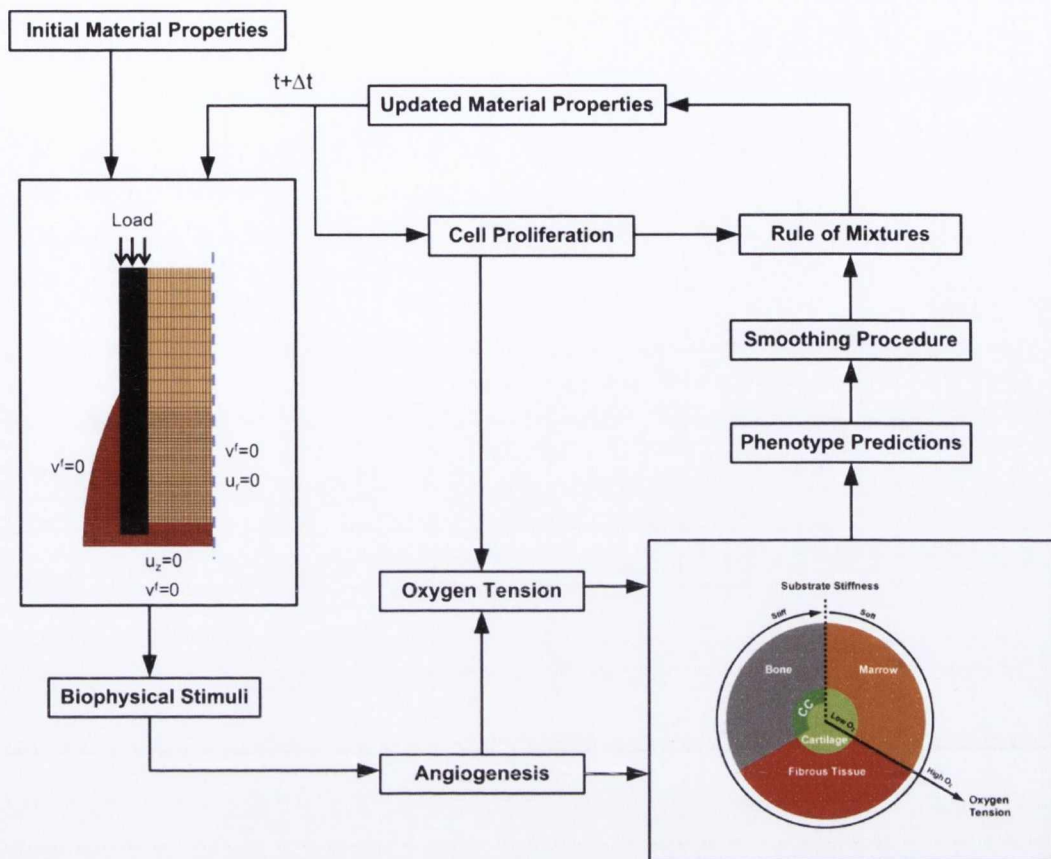 Initial Material Properties
t+Δt
Updated Material Properties
Load
Cell Proliferation
Rule of Mixtures
Smoothing Procedure
Phenotype Predictions
vᶠ=0
vᶠ=0
uᵣ=0
u_z=0
vᶠ=0
Oxygen Tension
Substrate Stiffness
Stiff
Soft
Bone
Marrow
CC
Low O₂
Cartilage
Fibrous Tissue
High O₂
Oxygen
Tension
Biophysical Stimuli
Angiogenesis